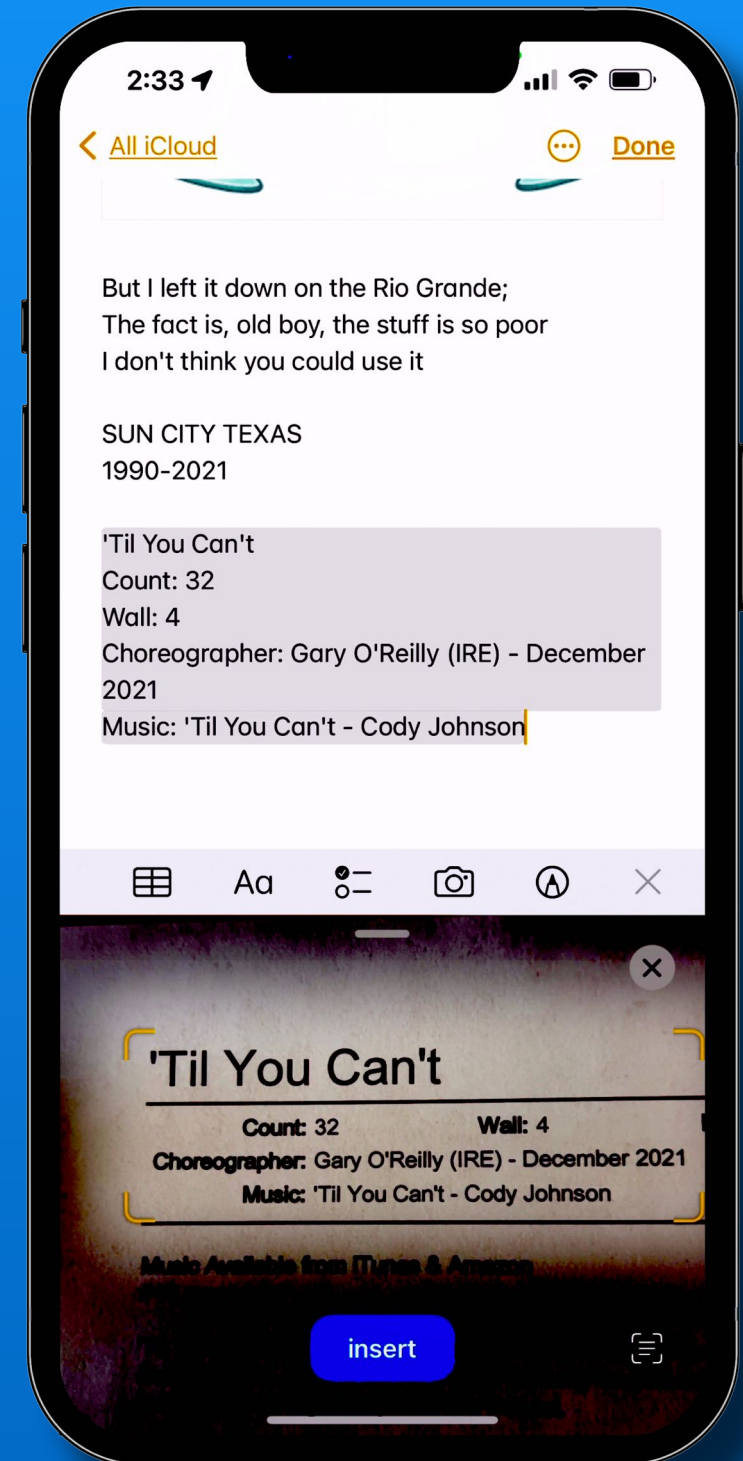 2:33
All iCloud
Done
But I left it down on the Rio Grande;
The fact is, old boy, the stuff is so poor
I don't think you could use it
SUN CITY TEXAS
1990-2021
'Til You Can't
Count: 32
Wall: 4
Choreographer: Gary O'Reilly (IRE) - December
2021
Music: 'Til You Can't - Cody Johnson
Aa
'Til You Can't
Count: 32 Wall: 4
Choreographer: Gary O'Reilly (IRE) - December 2021
Music: 'Til You Can't - Cody Johnson
Music Available from iTunes & Amazon
insert